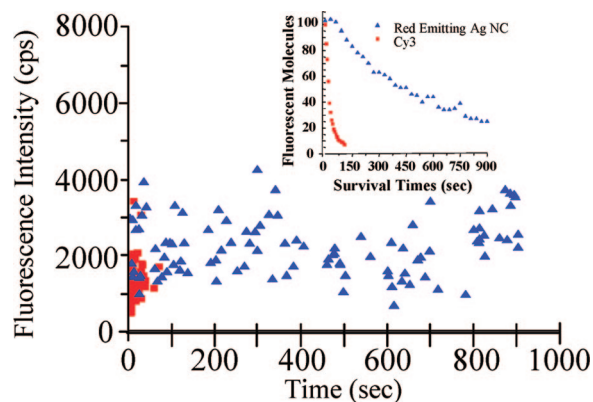 Fluorescence Intensity (cps)
8000
6000
4000
2000
0
0 200 400 600 800 1000
Time (sec)
Fluorescent Molecules
100
80
60
40
20
0
0 150 300 450 600 750 900
Survival Times (sec)
Red Emitting Ag NC
Cy3